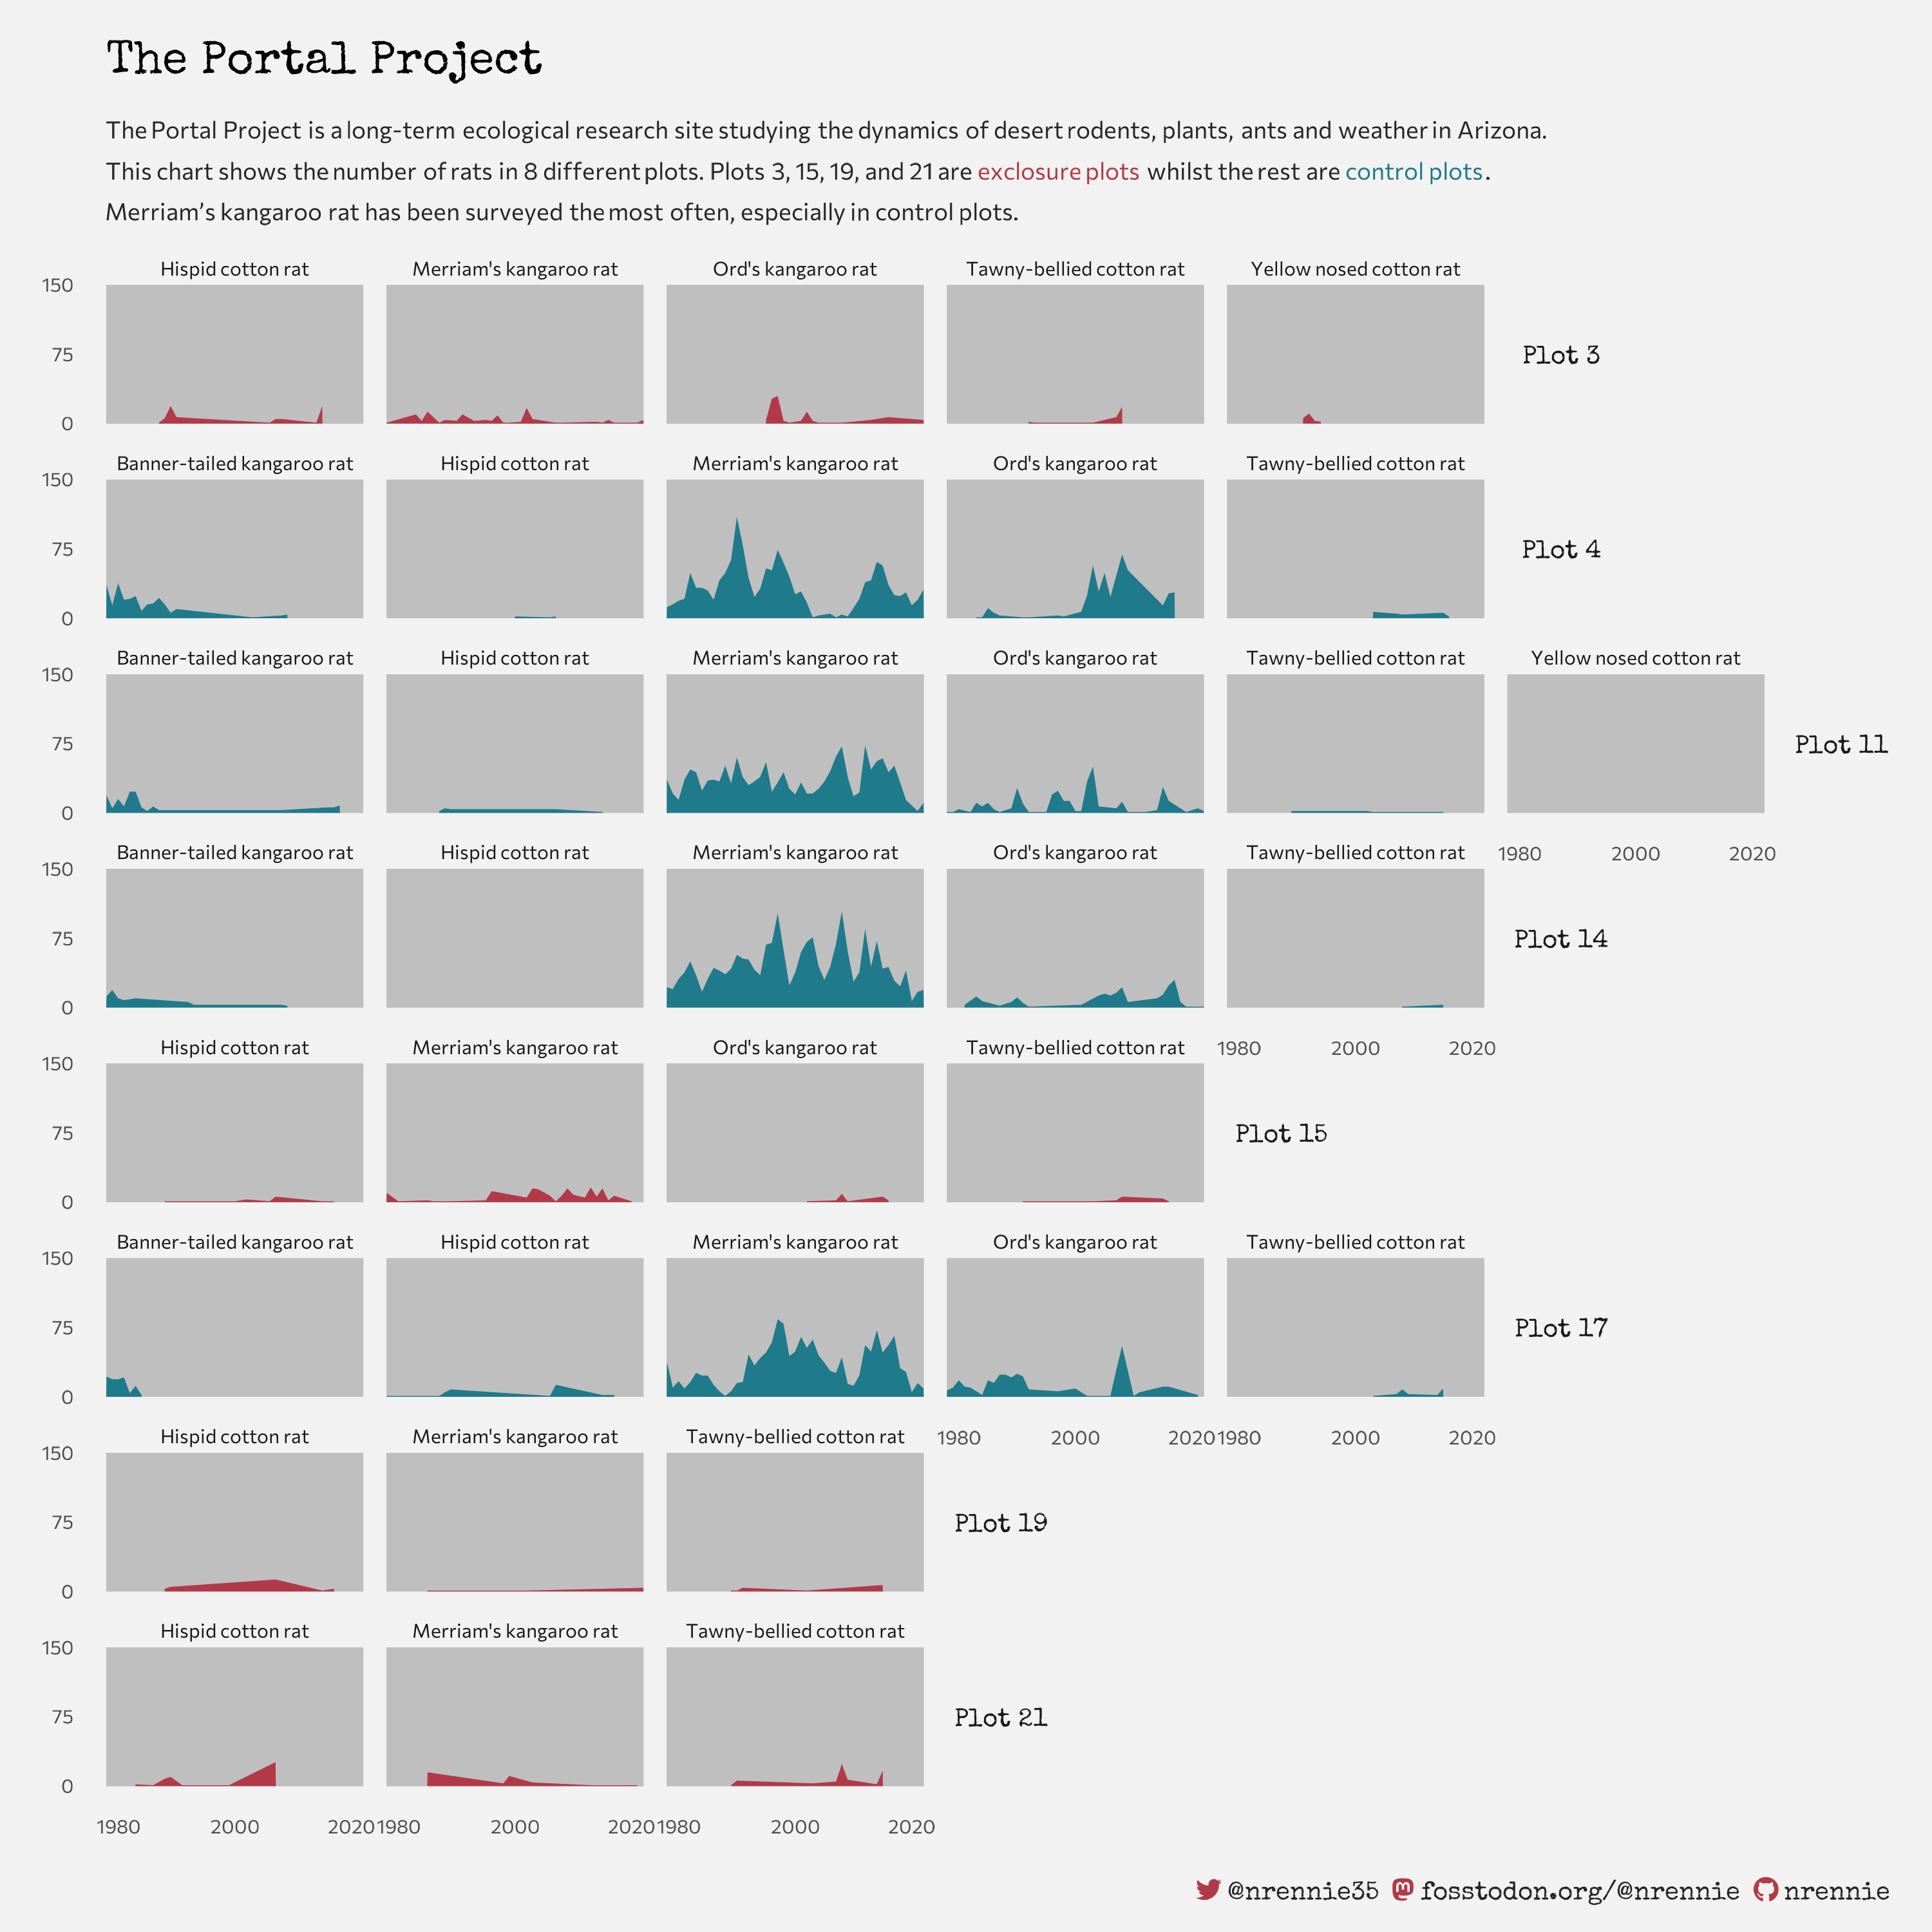 The Portal Project
The Portal Project is a long-term ecological research site studying the dynamics of desert rodents, plants, ants and weather in Arizona.
This chart shows the number of rats in 8 different plots. Plots 3, 15, 19, and 21 are exclosure plots whilst the rest are control plots.
Merriam’s kangaroo rat has been surveyed the most often, especially in control plots.
Hispid cotton rat Merriam's kangaroo rat Ord's kangaroo rat Tawny-bellied cotton rat Yellow nosed cotton rat
150
75 Plot 3
0
Banner-tailed kangaroo rat Hispid cotton rat Merriam's kangaroo rat Ord's kangaroo rat Tawny-bellied cotton rat
150
75 Plot 4
0
Banner-tailed kangaroo rat Hispid cotton rat Merriam's kangaroo rat Ord's kangaroo rat Tawny-bellied cotton rat Yellow nosed cotton rat
150
75 Plot 11
0
Banner-tailed kangaroo rat Hispid cotton rat Merriam's kangaroo rat Ord's kangaroo rat Tawny-bellied cotton rat 1980 2000 2020
150
75 Plot 14
0
Hispid cotton rat Merriam's kangaroo rat Ord's kangaroo rat Tawny-bellied cotton rat 1980 2000 2020
150
75 Plot 15
0
Banner-tailed kangaroo rat Hispid cotton rat Merriam's kangaroo rat Ord's kangaroo rat Tawny-bellied cotton rat
150
75 Plot 17
0
Hispid cotton rat Merriam's kangaroo rat Tawny-bellied cotton rat 1980 2000 2020 1980 2000 2020
150
75 Plot 19
0
Hispid cotton rat Merriam's kangaroo rat Tawny-bellied cotton rat
150
75 Plot 21
0
1980 2000 2020 1980 2000 2020 1980 2000 2020
@nrennie35 fosstodon.org/@nrennie nrennie